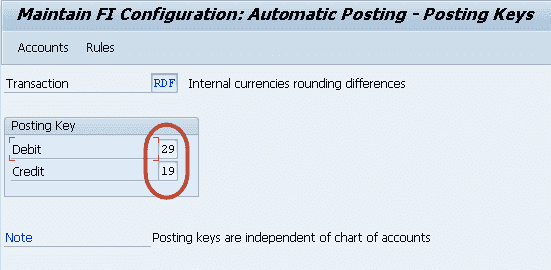 Maintain FI Configuration: Automatic Posting - Posting Keys
Accounts Rules
Transaction RDF Internal currencies rounding differences
Posting Key
Debit 29
Credit 19
Note Posting keys are independent of chart of accounts